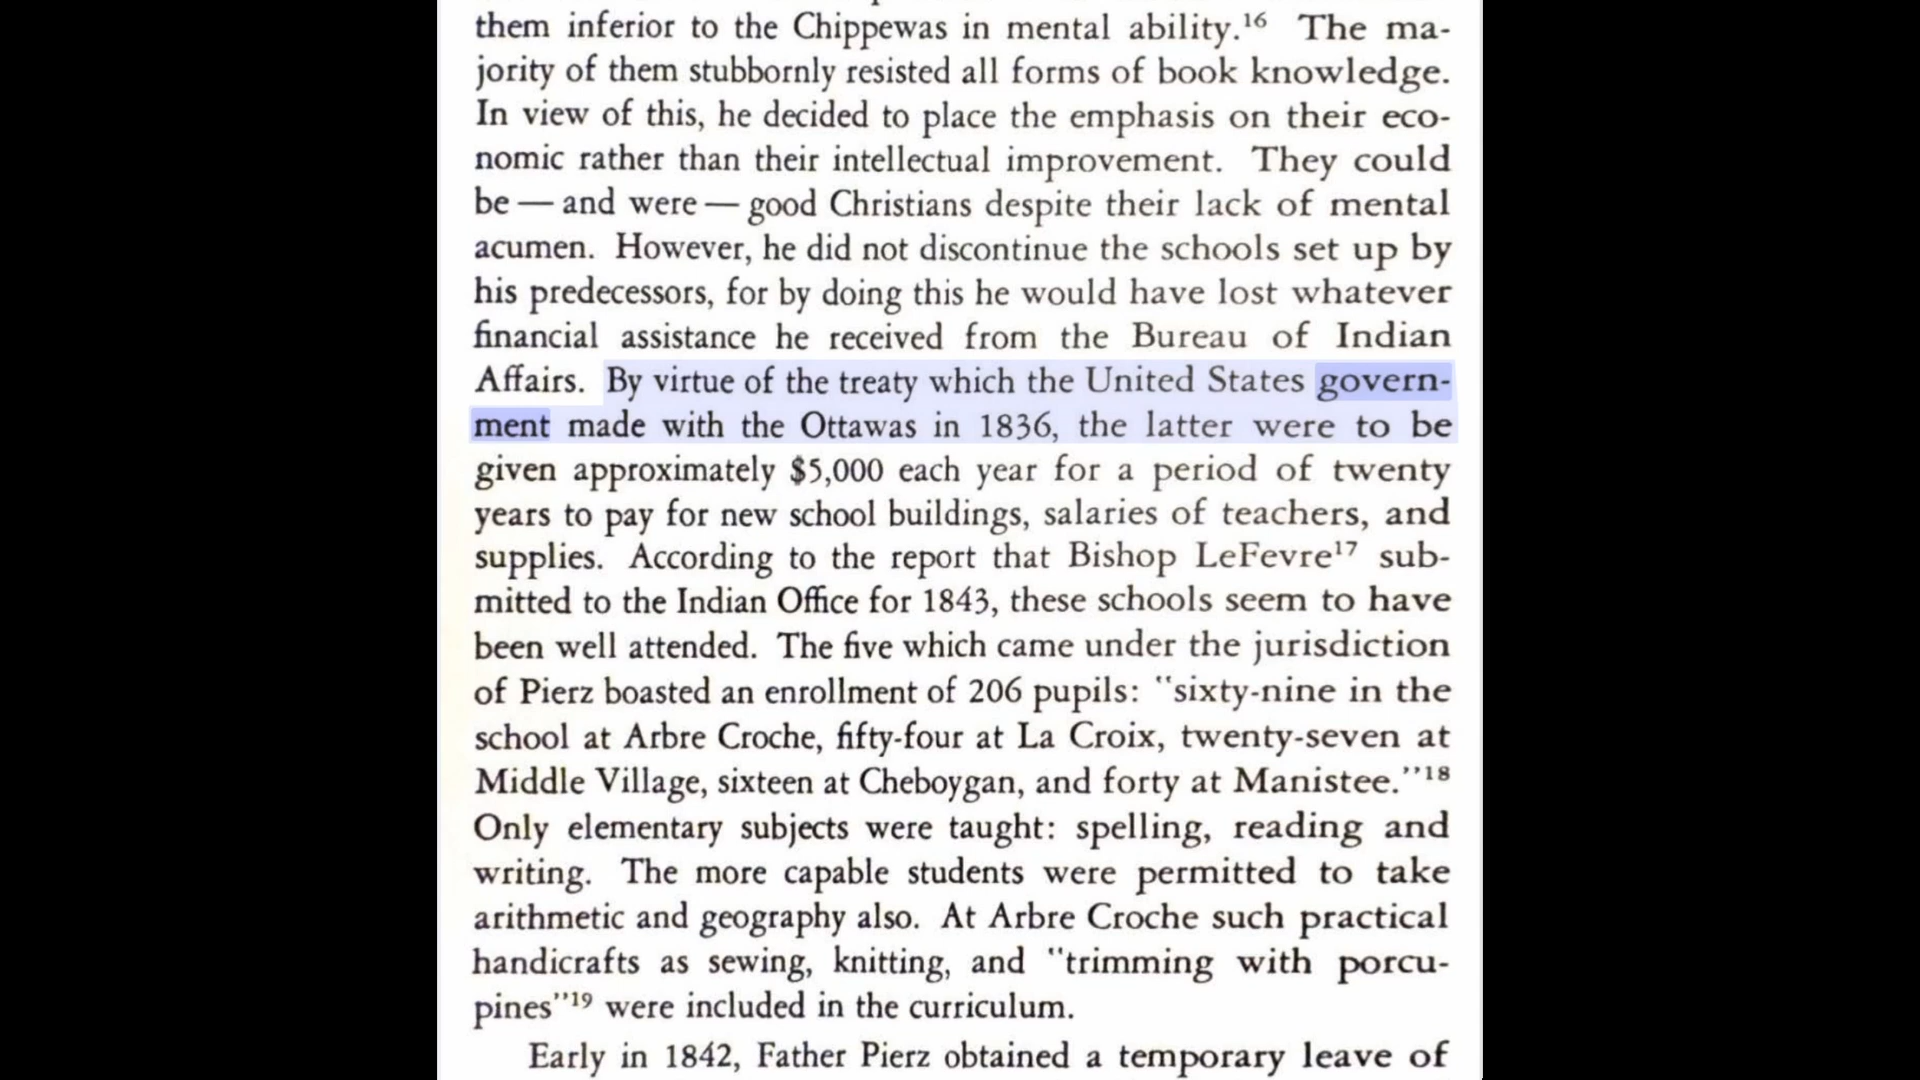 them inferior to the Chippewas in mental ability.16 The ma-
jority of them stubbornly resisted all forms of book knowledge.
In view of this, he decided to place the emphasis on their eco-
nomic rather than their intellectual improvement. They could
be — and were — good Christians despite their lack of mental
acumen. However, he did not discontinue the schools set up by
his predecessors, for by doing this he would have lost whatever
financial assistance he received from the Bureau of Indian
Affairs. By virtue of the treaty which the United States govern-
ment made with the Ottawas in 1836, the latter were to be
given approximately $5,000 each year for a period of twenty
years to pay for new school buildings, salaries of teachers, and
supplies. According to the report that Bishop LeFevre17 sub-
mitted to the Indian Office for 1843, these schools seem to have
been well attended. The five which came under the jurisdiction
of Pierz boasted an enrollment of 206 pupils: "sixty-nine in the
school at Arbre Croche, fifty-four at La Croix, twenty-seven at
Middle Village, sixteen at Cheboygan, and forty at Manistee."18
Only elementary subjects were taught: spelling, reading and
writing. The more capable students were permitted to take
arithmetic and geography also. At Arbre Croche such practical
handicrafts as sewing, knitting, and "trimming with porcu-
pines"19 were included in the curriculum.
Early in 1842, Father Pierz obtained a temporary leave of